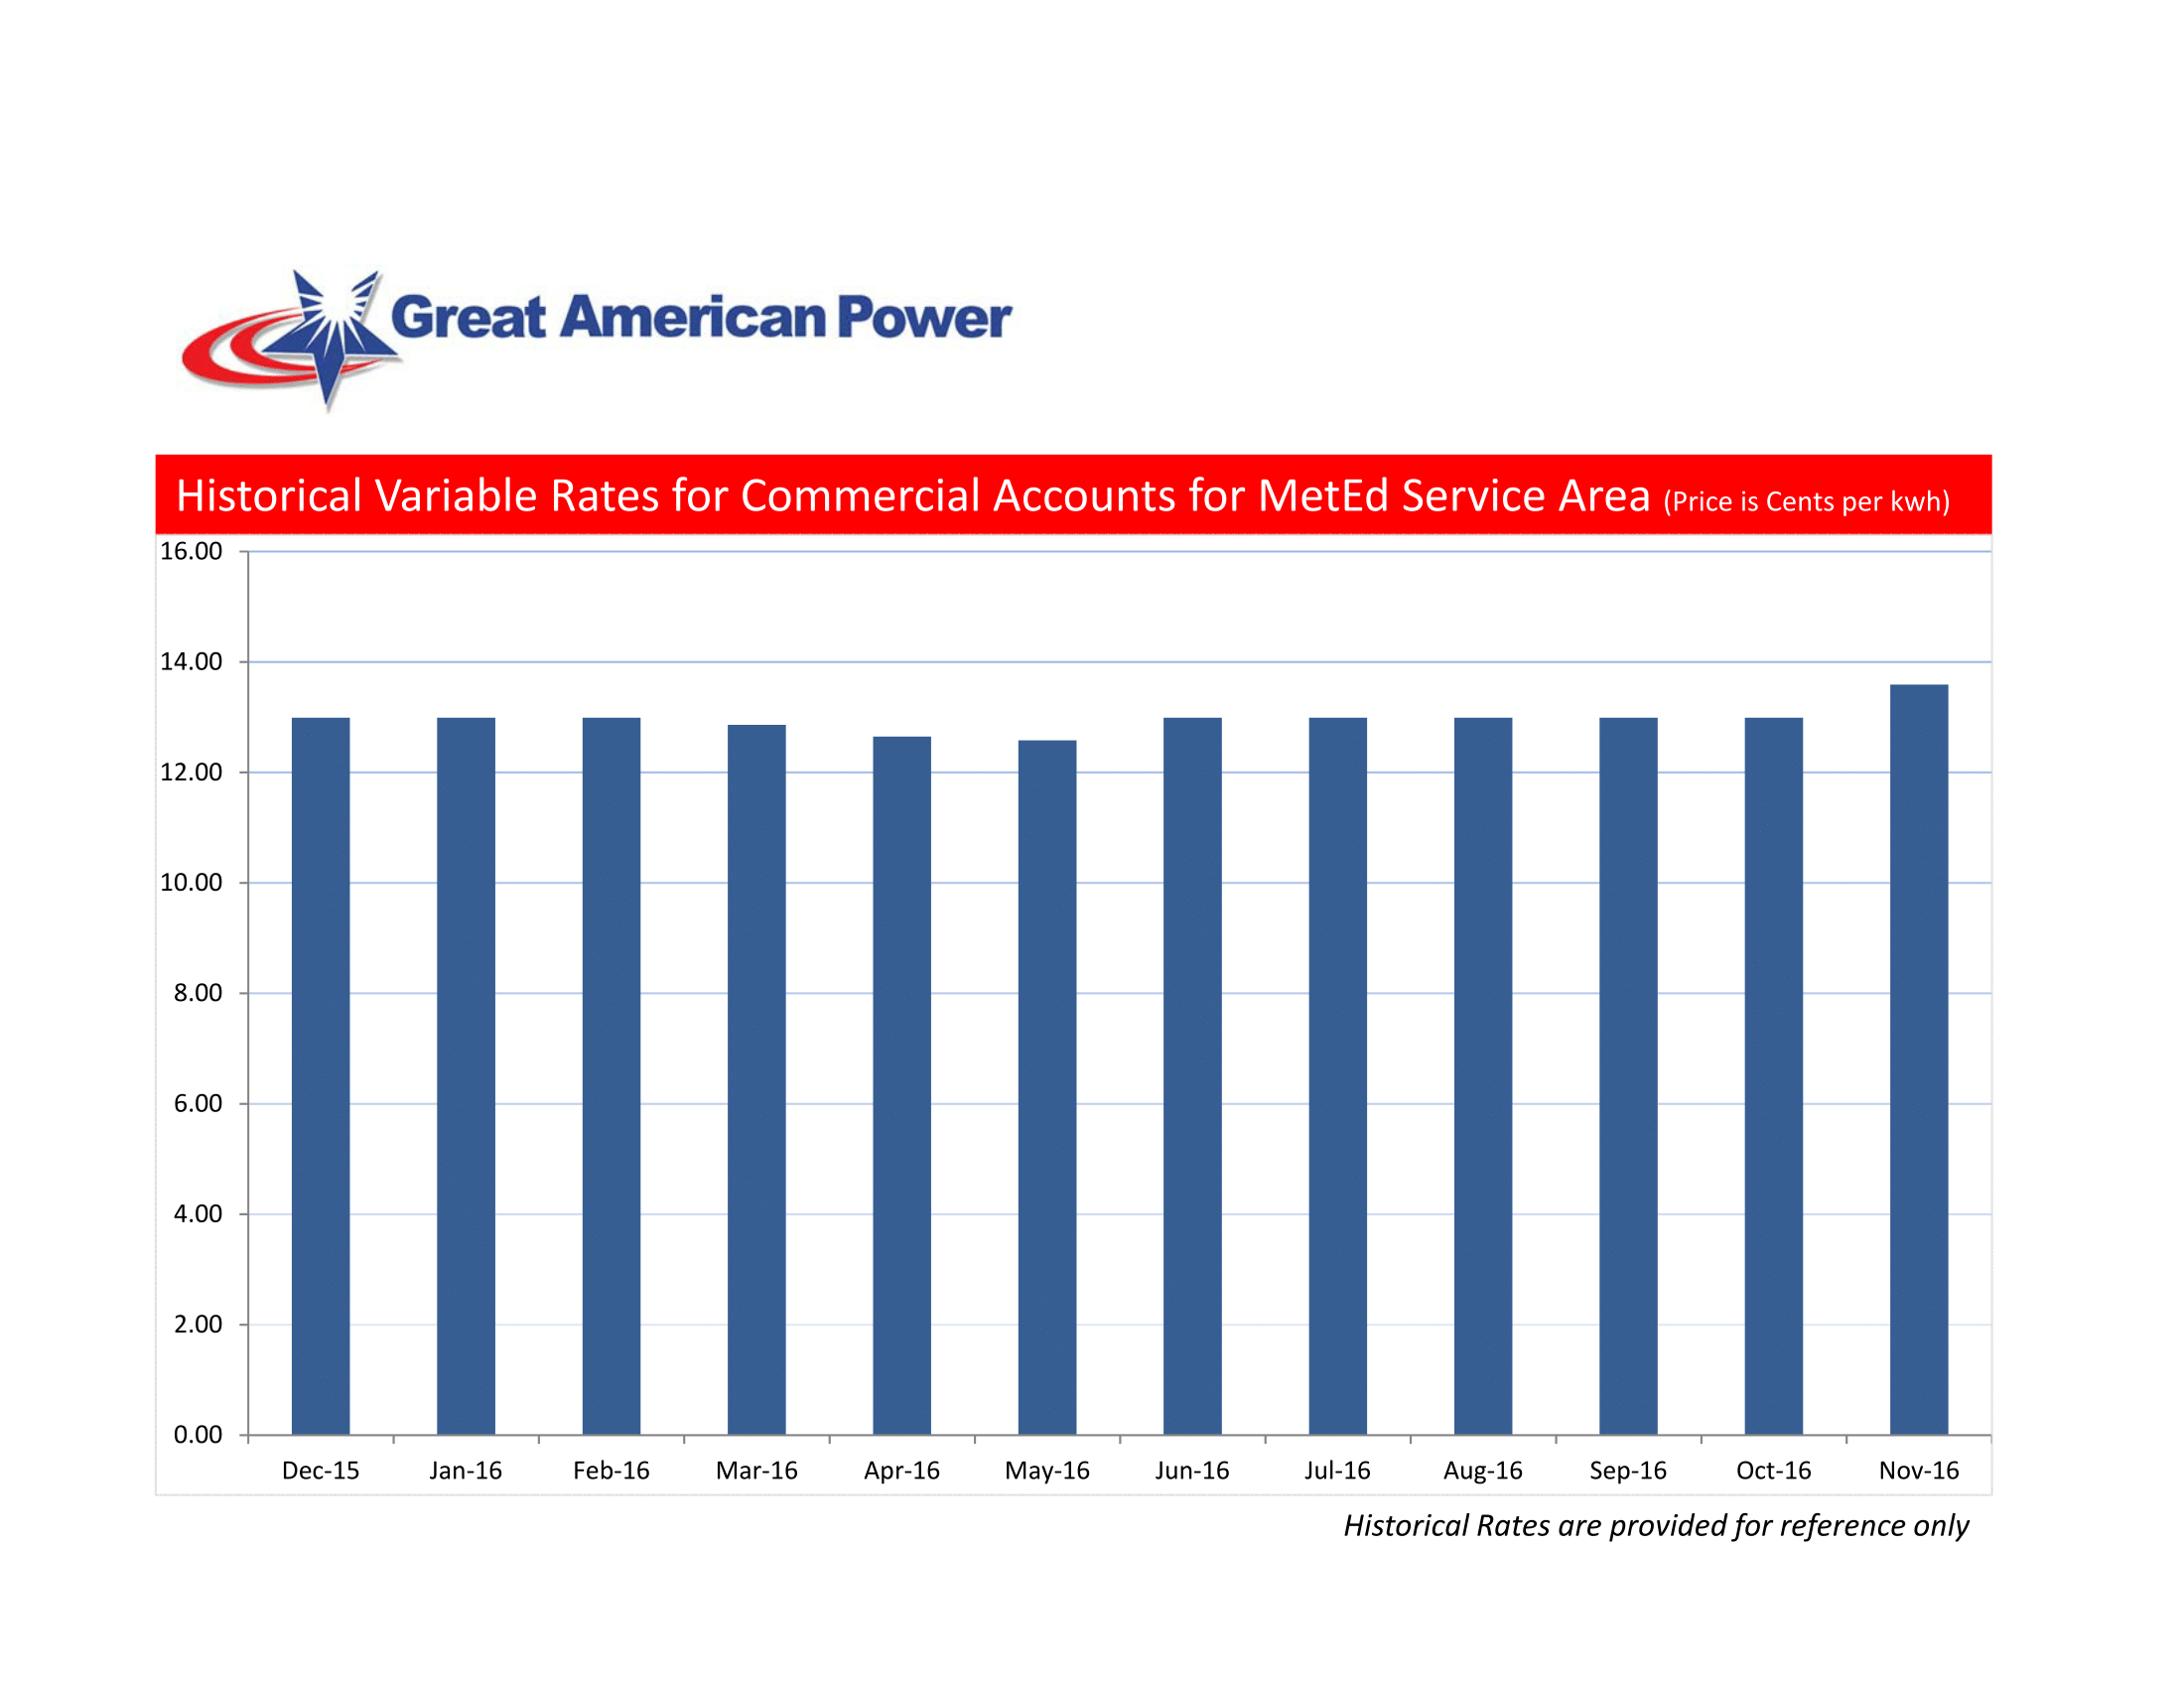 Great American Power
Historical Variable Rates for Commercial Accounts for MetEd Service Area (Price is Cents per kwh)
16.00
14.00
12.00
10.00
8.00
6.00
4.00
2.00
0.00
Dec-15 Jan-16 Feb-16 Mar-16 Apr-16 May-16 Jun-16 Jul-16 Aug-16 Sep-16 Oct-16 Nov-16
Historical Rates are provided for reference only